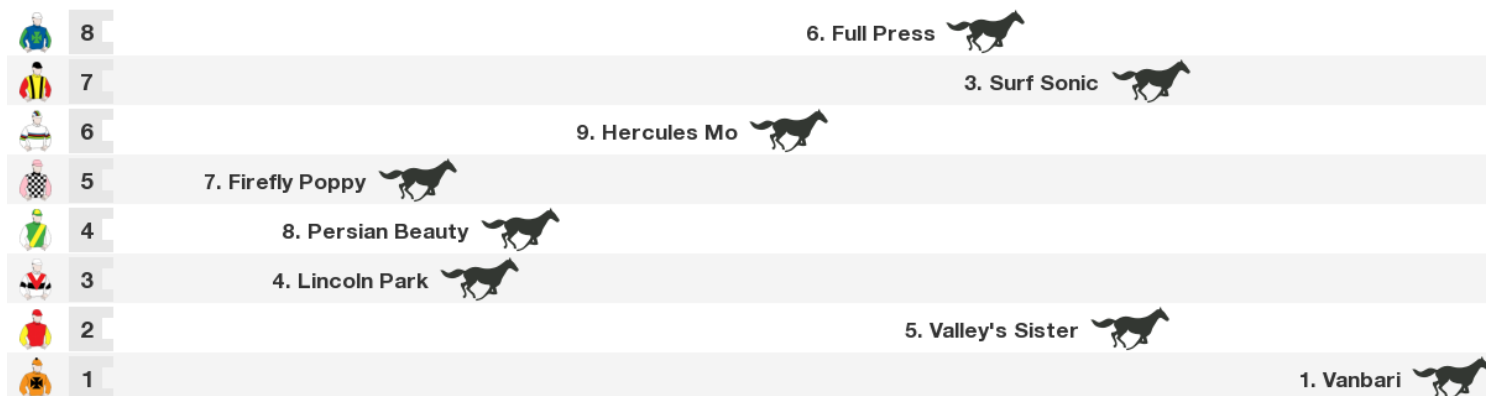 8 6. Full Press
7 3. Surf Sonic
6 9. Hercules Mo
5 7. Firefly Poppy
4 8. Persian Beauty
3 4. Lincoln Park
2 5. Valley's Sister
1 1. Vanbari